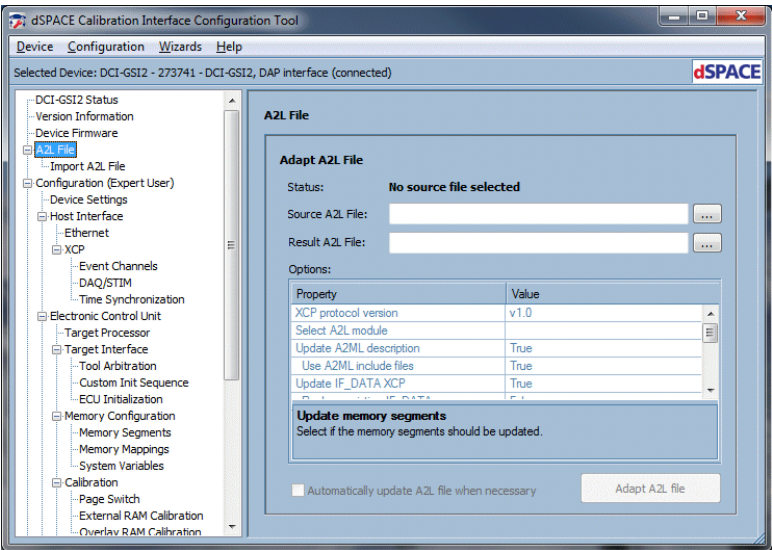 dSPACE Calibration Interface Configuration Tool
Device Configuration Wizards Help
Selected Device: DCI-GSI2 - 273741 - DCI-GSI2, DAP interface (connected)
dSPACE
DCI-GSI2 Status
Version Information
Device Firmware
A2L File
Import A2L File
Configuration (Expert User)
Device Settings
Host Interface
Ethernet
XCP
Event Channels
DAQ/STIM
Time Synchronization
Electronic Control Unit
Target Processor
Target Interface
Tool Arbitration
Custom Init Sequence
ECU Initialization
Memory Configuration
Memory Segments
Memory Mappings
System Variables
Calibration
Page Switch
External RAM Calibration
Overlay RAM Calibration
A2L File
Adapt A2L File
Status: No source file selected
Source A2L File: ...
Result A2L File: ...
Options:
Property Value
XCP protocol version v1.0
Select A2L module
Update A2ML description True
Use A2ML include files True
Update IF_DATA XCP True
Update memory segments
Select if the memory segments should be updated.
Automatically update A2L file when necessary
Adapt A2L file